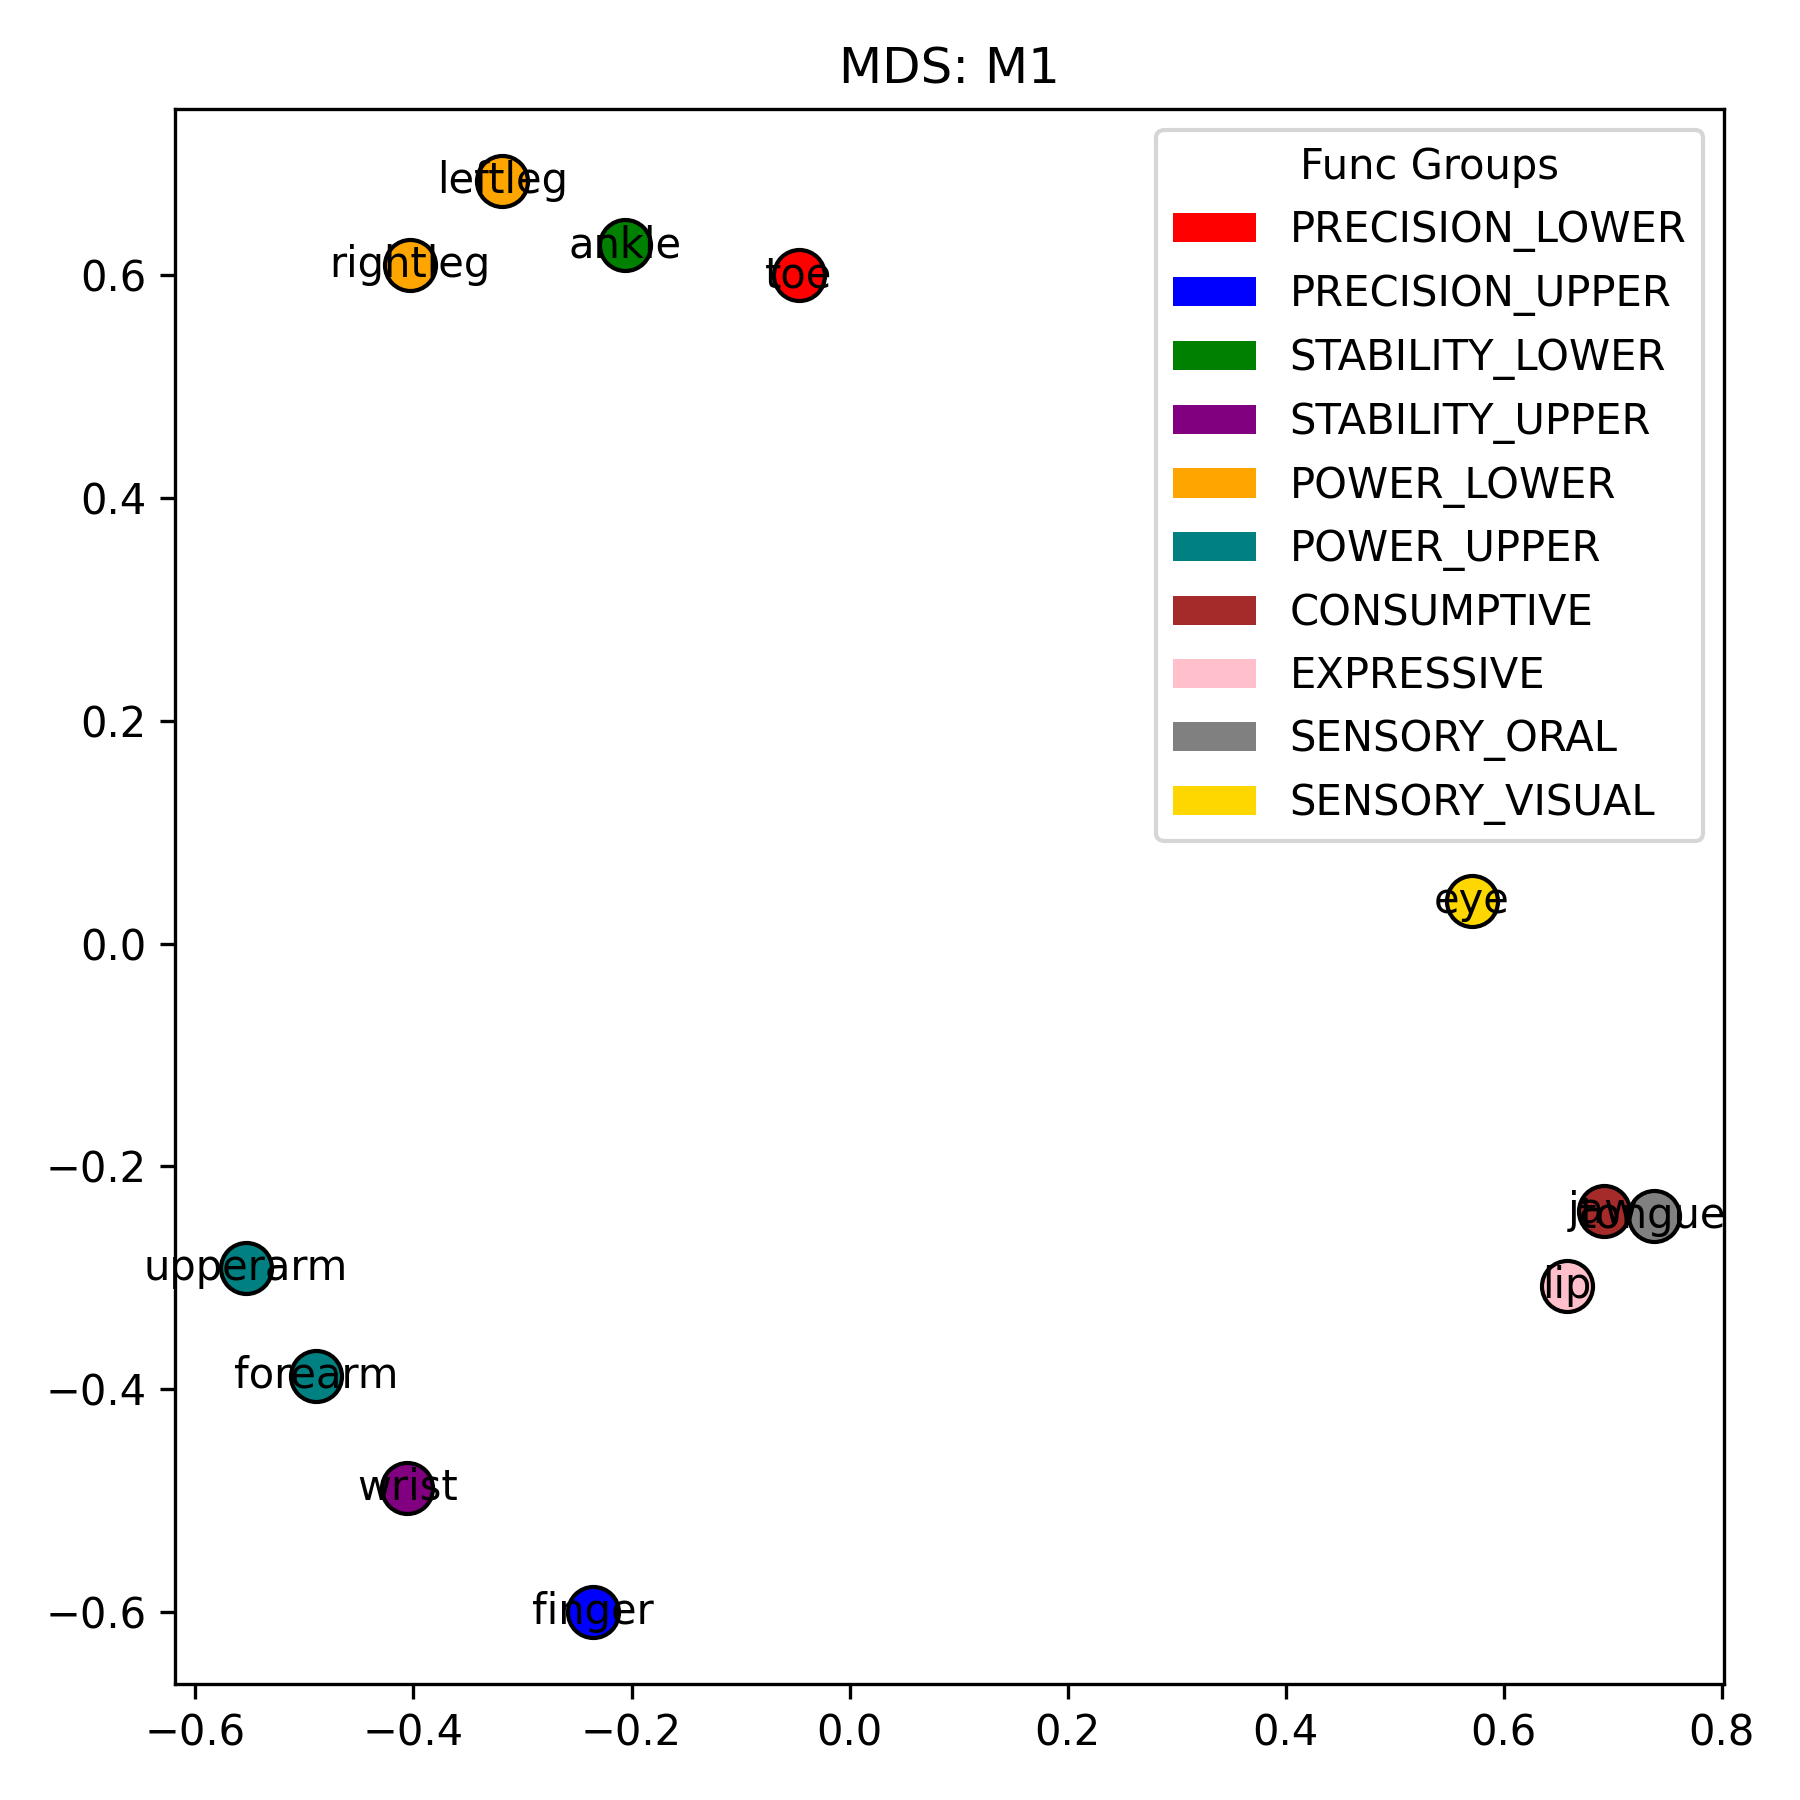 MDS: M1
leftleg
rightleg
ankle
toe
Func Groups
PRECISION_LOWER
PRECISION_UPPER
STABILITY_LOWER
STABILITY_UPPER
POWER_LOWER
POWER_UPPER
CONSUMPTIVE
EXPRESSIVE
SENSORY_ORAL
SENSORY_VISUAL
eye
jaw
tongue
lip
upperarm
forearm
wrist
finger
0.6
0.4
0.2
0.0
−0.2
−0.4
−0.6
−0.6 −0.4 −0.2 0.0 0.2 0.4 0.6 0.8